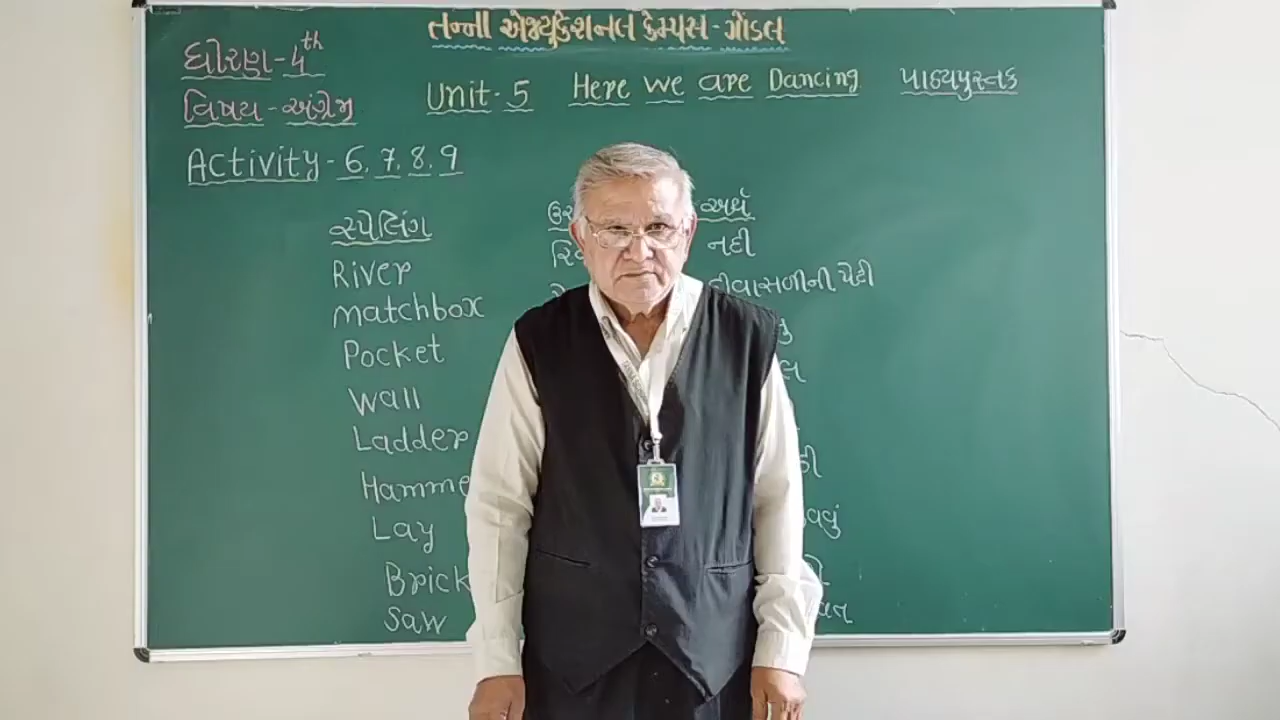 તન્ના એજ્યુકેશનલ કેમ્પસ - ગોંડલ
ધોરણ - 4th
Unit - 5 Here we are Dancing પાઠ્યપુસ્તક
વિષય - અંગ્રેજી
Activity - 6, 7, 8, 9
સ્પેલિંગ અર્થ
River નદી
Matchbox દીવાસળીની પેટી
Pocket
Wall
Ladder
Lay
Brick
Saw